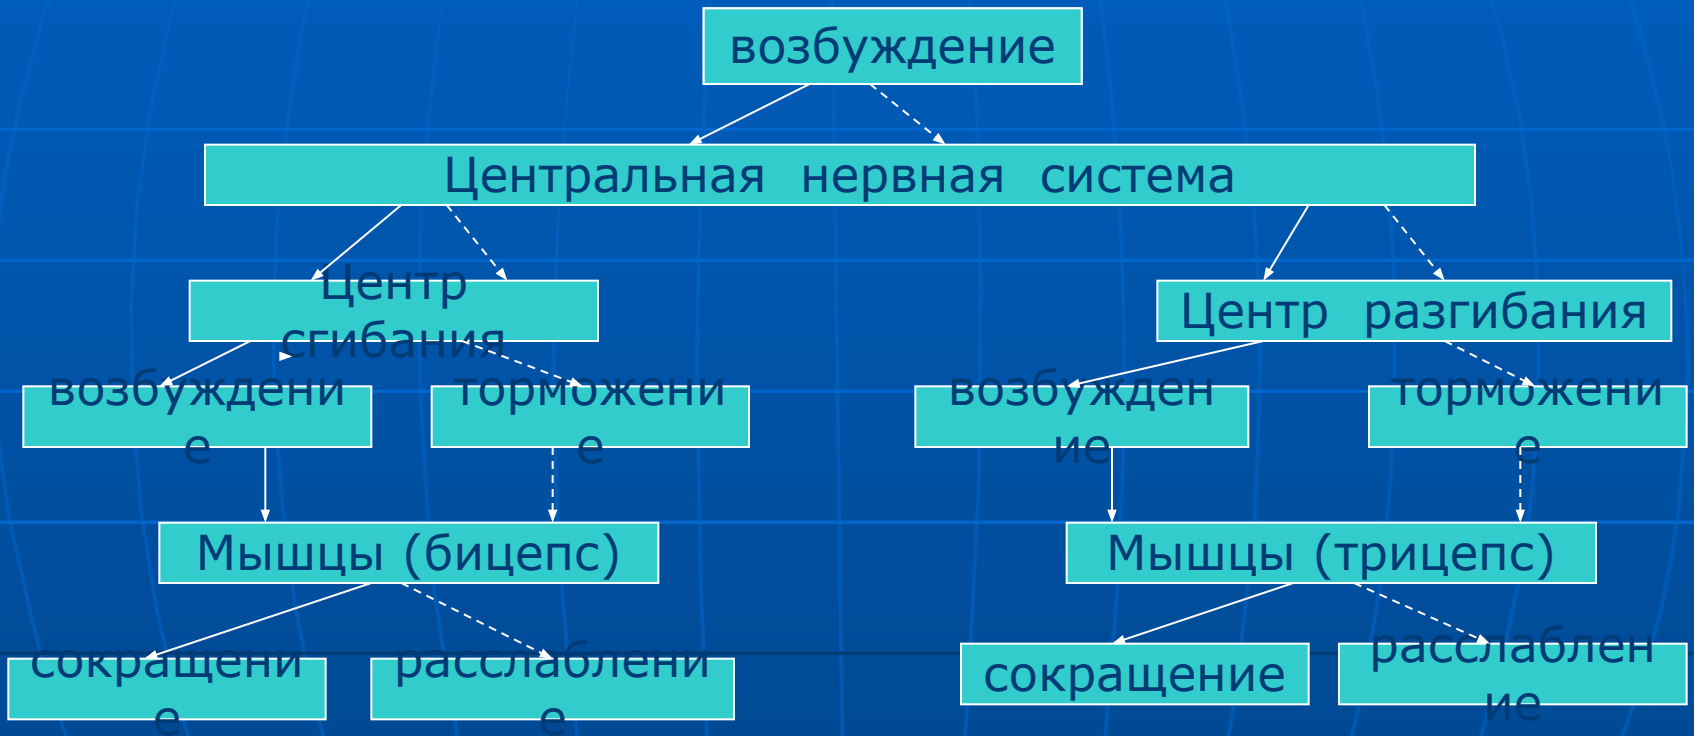 возбуждение
Центральная нервная система
Центр
сгибания
Центр разгибания
возбуждени
е
торможени
е
возбужден
ие
торможени
е
Мышцы (бицепс)
Мышцы (трицепс)
сокращени
е
расслаблени
е
сокращение
расслаблен
ие